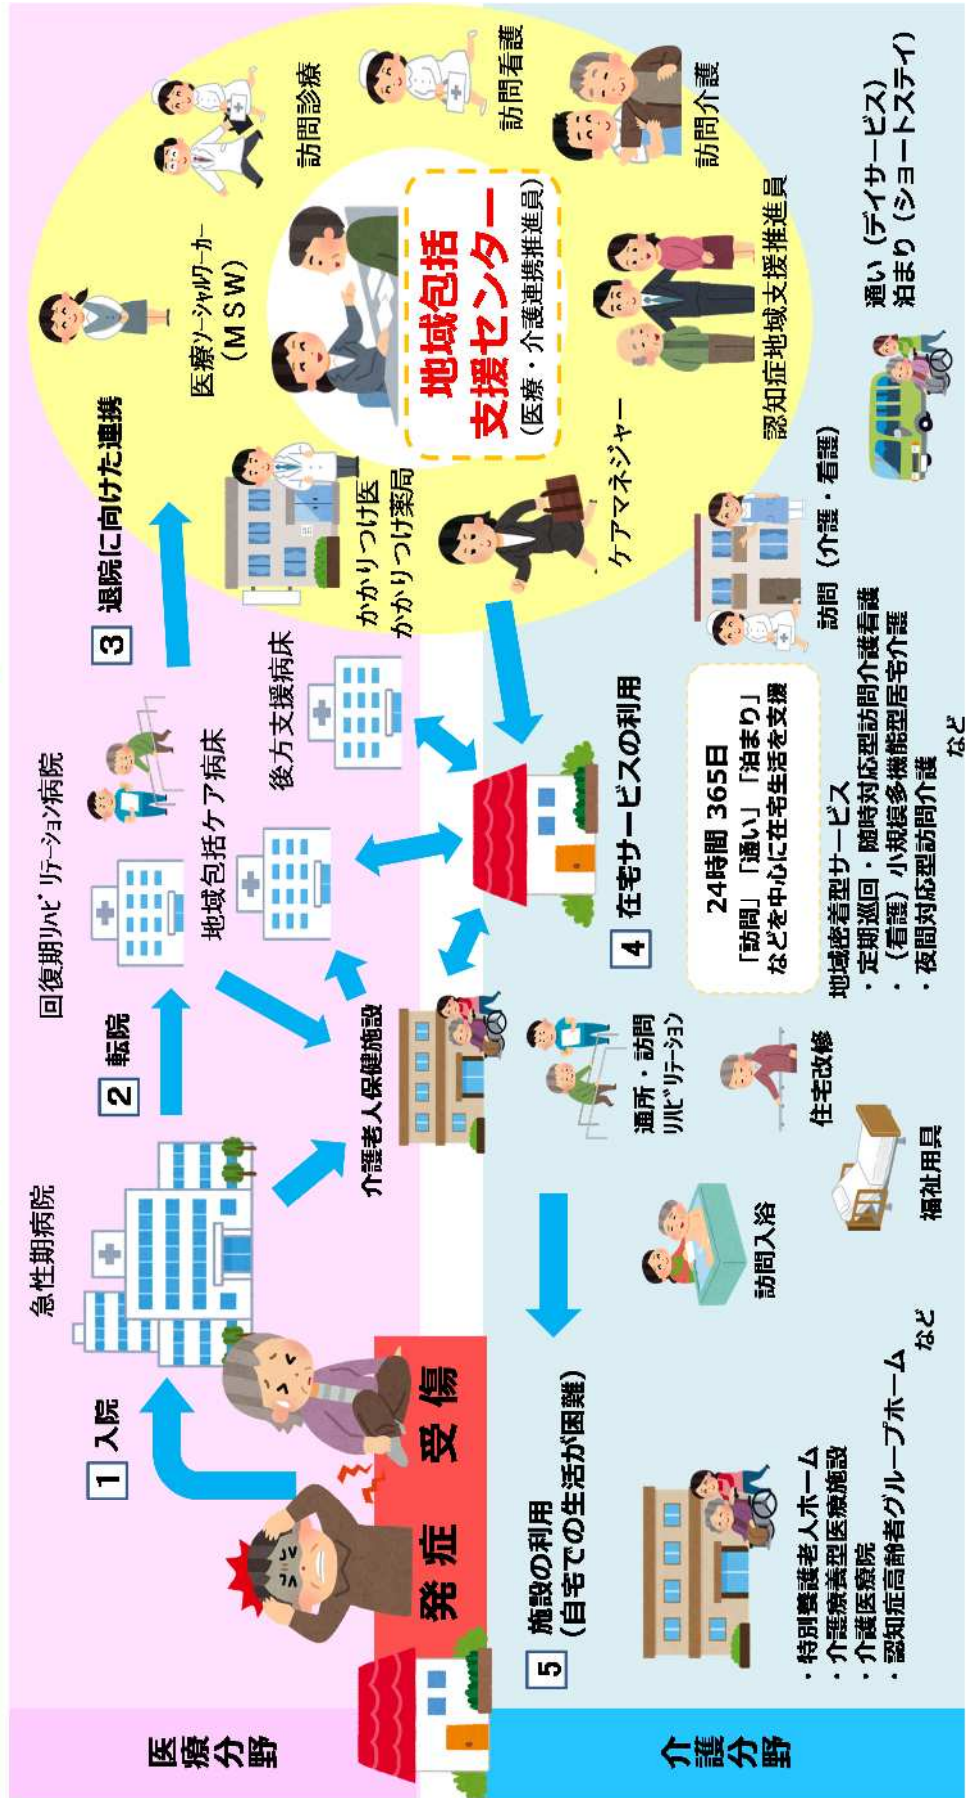 医療分野
介護分野
発症 受傷
1 入院
急性期病院
2 転院
回復期リハビリテーション病院
地域包括ケア病床
後方支援病床
介護老人保健施設
3 退院に向けた連携
医療ソーシャルワーカー
(MSW)
訪問診療
訪問看護
訪問介護
かかりつけ医
かかりつけ薬局
地域包括
支援センター
(医療・介護連携推進員)
ケアマネジャー
認知症地域支援推進員
4 在宅サービスの利用
24時間 365日
「訪問」「通い」「泊まり」
などを中心に在宅生活を支援
訪問(介護・看護)
通い(デイサービス)
泊まり(ショートステイ)
地域密着型サービス
・定期巡回・随時対応型訪問介護看護
・(看護)小規模多機能型居宅介護
・夜間対応型訪問介護
など
通所・訪問
リハビリテーション
住宅改修
訪問入浴
福祉用具
5 施設の利用
(自宅での生活が困難)
・特別養護老人ホーム
・介護療養型医療施設
・介護医療院
・認知症高齢者グループホーム
など